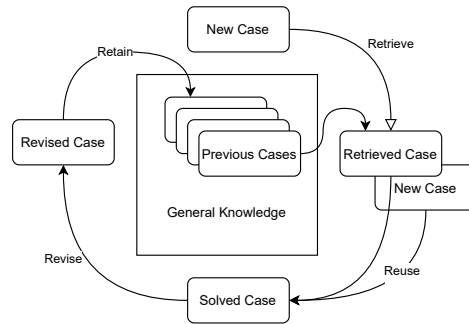 New Case
Retrieve
Retain
Revised Case
Previous Cases
Retrieved Case
New Case
General Knowledge
Revise
Reuse
Solved Case